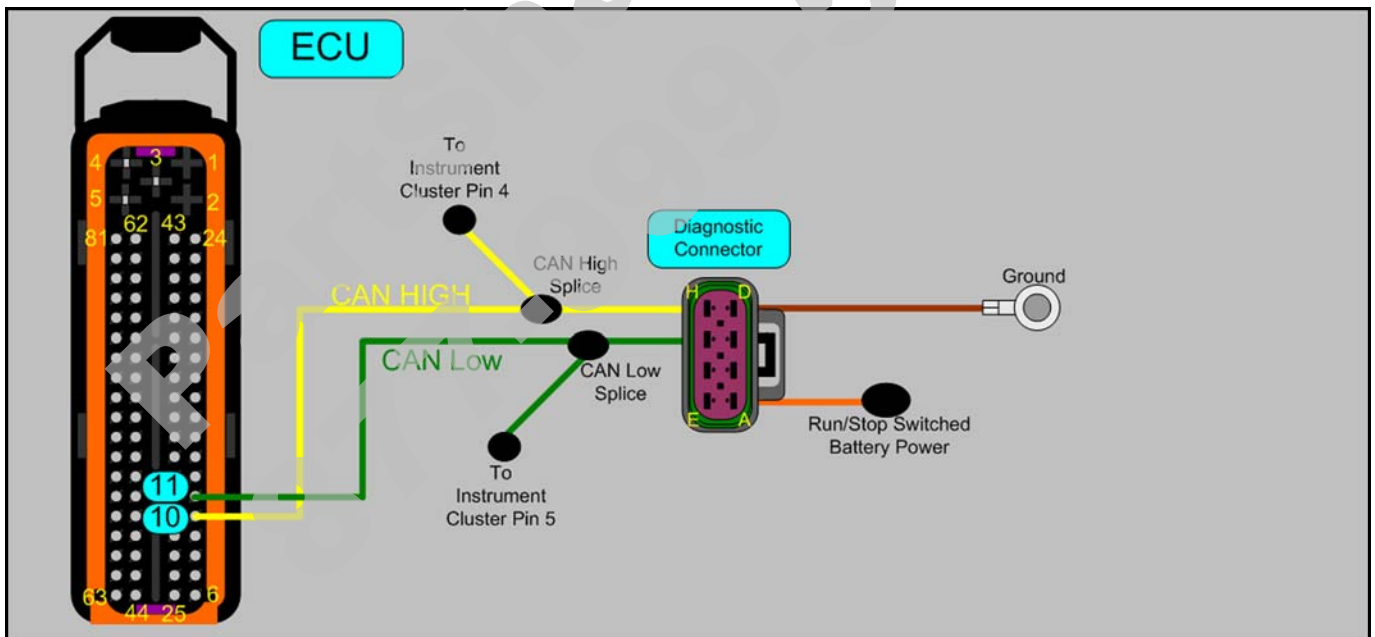 ECU
4
3
1
5
2
81
62
43
24
11
10
63
44
25
6
To
Instrument
Cluster Pin 4
CAN High
Splice
CAN HIGH
CAN Low
CAN Low
Splice
To
Instrument
Cluster Pin 5
Diagnostic
Connector
H
D
E
A
Ground
Run/Stop Switched
Battery Power